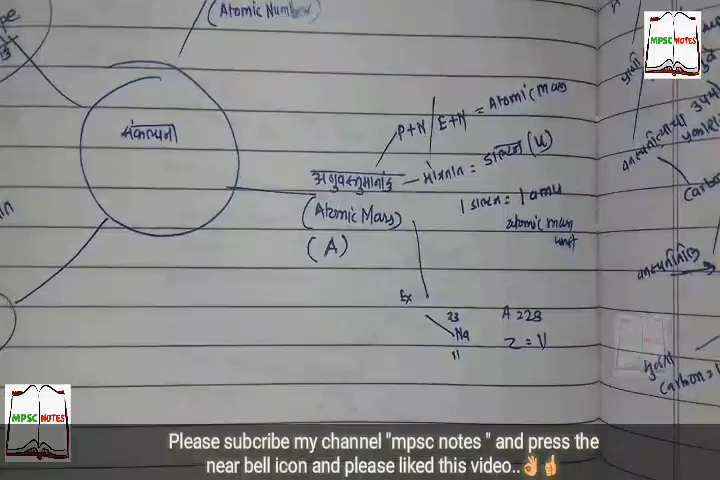 (Atomic Number)
MPSC NOTES
संकल्पना
P+N / E+N = Atomic Mass
अणुवस्तुमानांक — मोजमाप = डाल्टन (u)
(Atomic Mass)
(A)
1 डाल्टन = 1 amu
atomic mass
unit
Carbon
Ex
23
Na
11
A = 23
Z = 11
Carbon =
MPSC NOTES
Please subcribe my channel "mpsc notes " and press the
near bell icon and please liked this video..✌👍